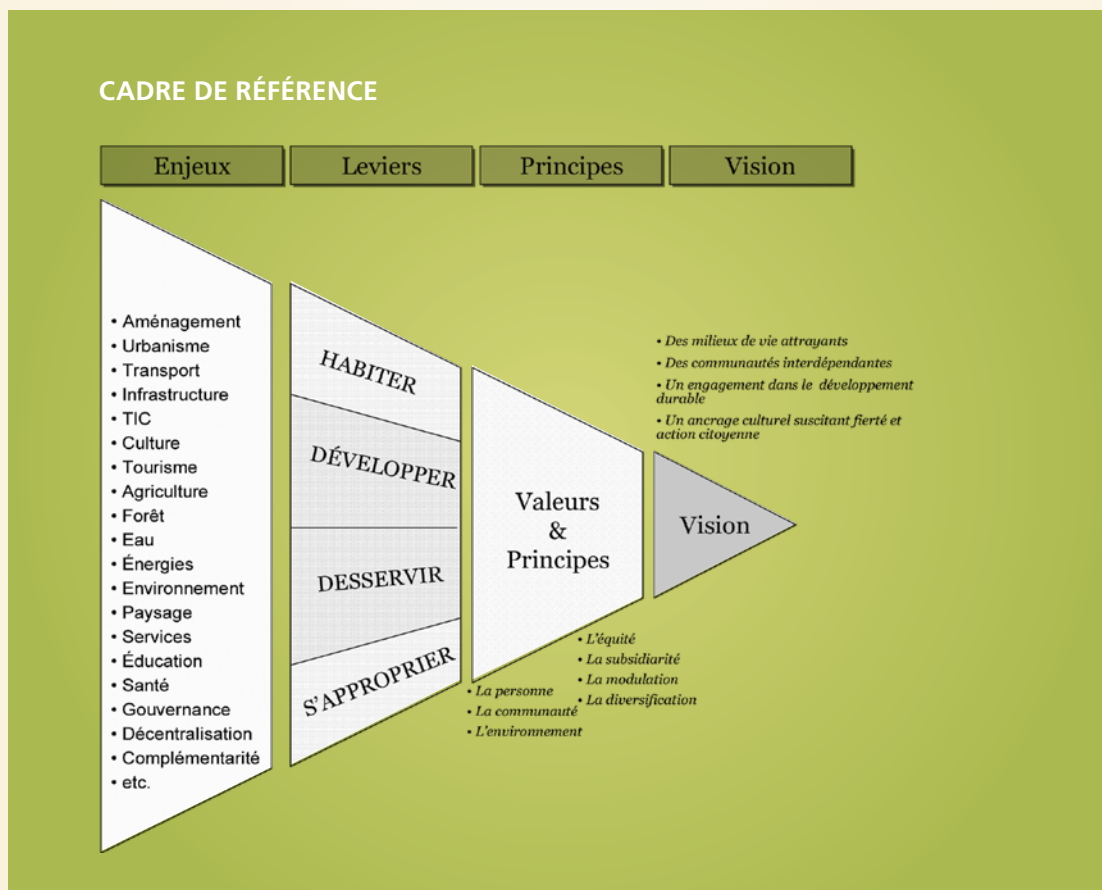 CADRE DE RÉFÉRENCE
Enjeux
Leviers
Principes
Vision
• Aménagement
• Urbanisme
• Transport
• Infrastructure
• TIC
• Culture
• Tourisme
• Agriculture
• Forêt
• Eau
• Énergies
• Environnement
• Paysage
• Services
• Éducation
• Santé
• Gouvernance
• Décentralisation
• Complémentarité
• etc.
HABITER
DÉVELOPPER
DESSERVIR
S'APPROPRIER
Valeurs
&
Principes
• La personne
• La communauté
• L'environnement
• L'équité
• La subsidiarité
• La modulation
• La diversification
• Des milieux de vie attrayants
• Des communautés interdépendantes
• Un engagement dans le développement
durable
• Un ancrage culturel suscitant fierté et
action citoyenne
Vision